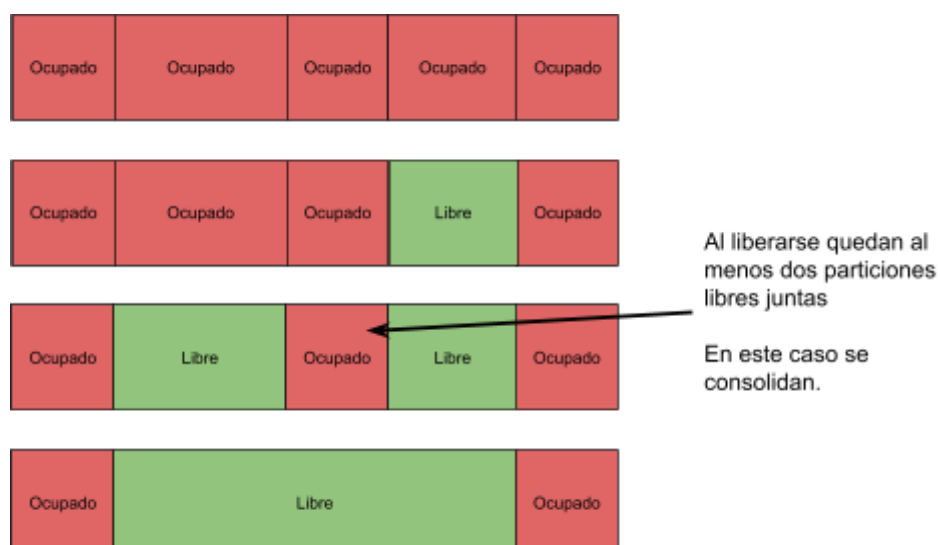 Ocupado Ocupado Ocupado Ocupado Ocupado
Ocupado Ocupado Ocupado Libre Ocupado
Al liberarse quedan al
menos dos particiones
libres juntas
En este caso se
consolidan.
Ocupado Libre Ocupado Libre Ocupado
Ocupado Libre Ocupado